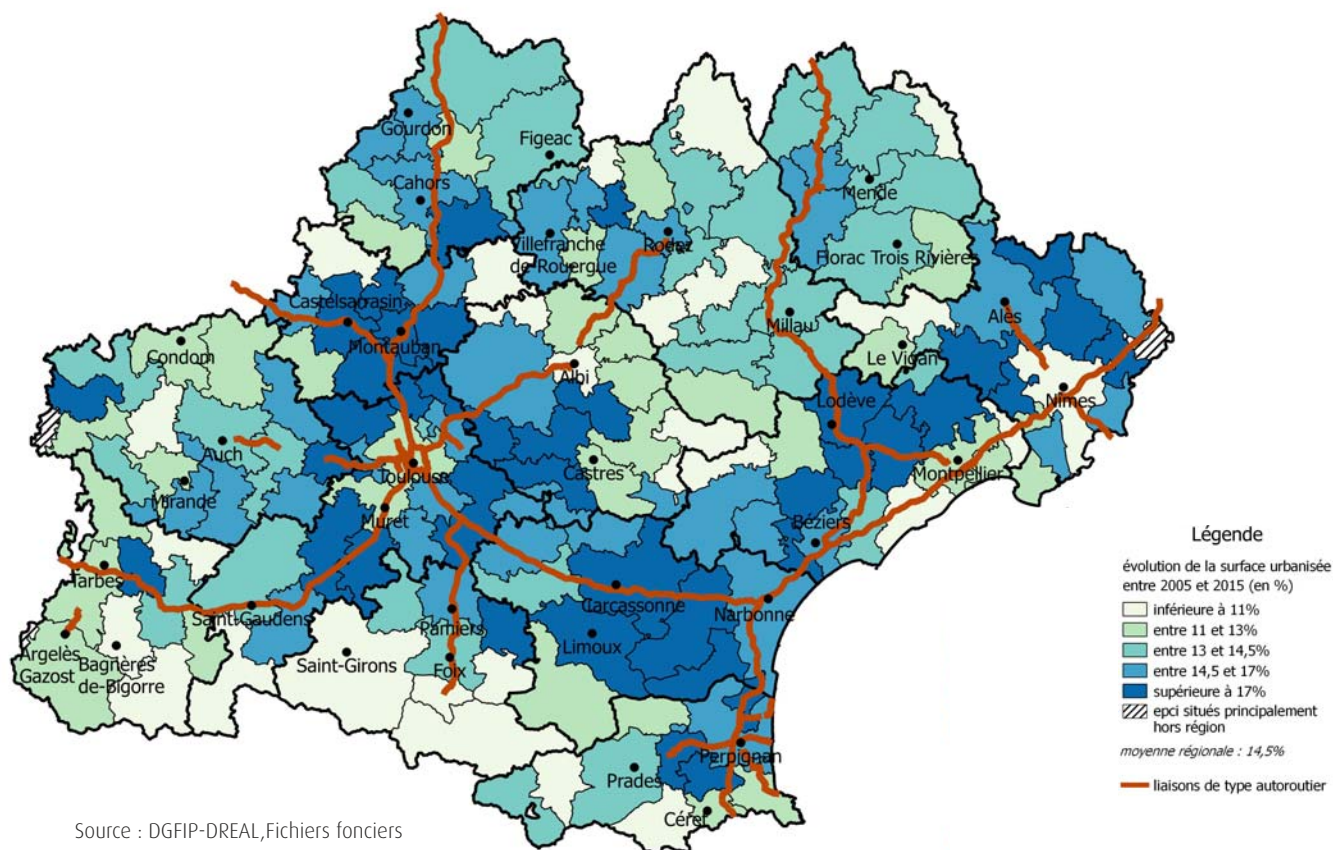 Gourdon
Figeac
Cahors
Mende
Villefranche
de-Rouergue
Rodez
Florac Trois Rivières
Castelsarrasin
Montauban
Millau
Alès
Condom
Le Vigan
Albi
Nîmes
Lodève
Auch
Toulouse
Castres
Montpellier
Mirande
Muret
Béziers
Tarbes
Saint-Gaudens
Pamiers
Carcassonne
Narbonne
Argelès
Gazost
Bagnères
de-Bigorre
Saint-Girons
Foix
Limoux
Perpignan
Prades
Céret
Légende
évolution de la surface urbanisée
entre 2005 et 2015 (en %)
inférieure à 11%
entre 11 et 13%
entre 13 et 14,5%
entre 14,5 et 17%
supérieure à 17%
epci situés principalement
hors région
moyenne régionale : 14,5%
liaisons de type autoroutier
Source : DGFIP-DREAL,Fichiers fonciers